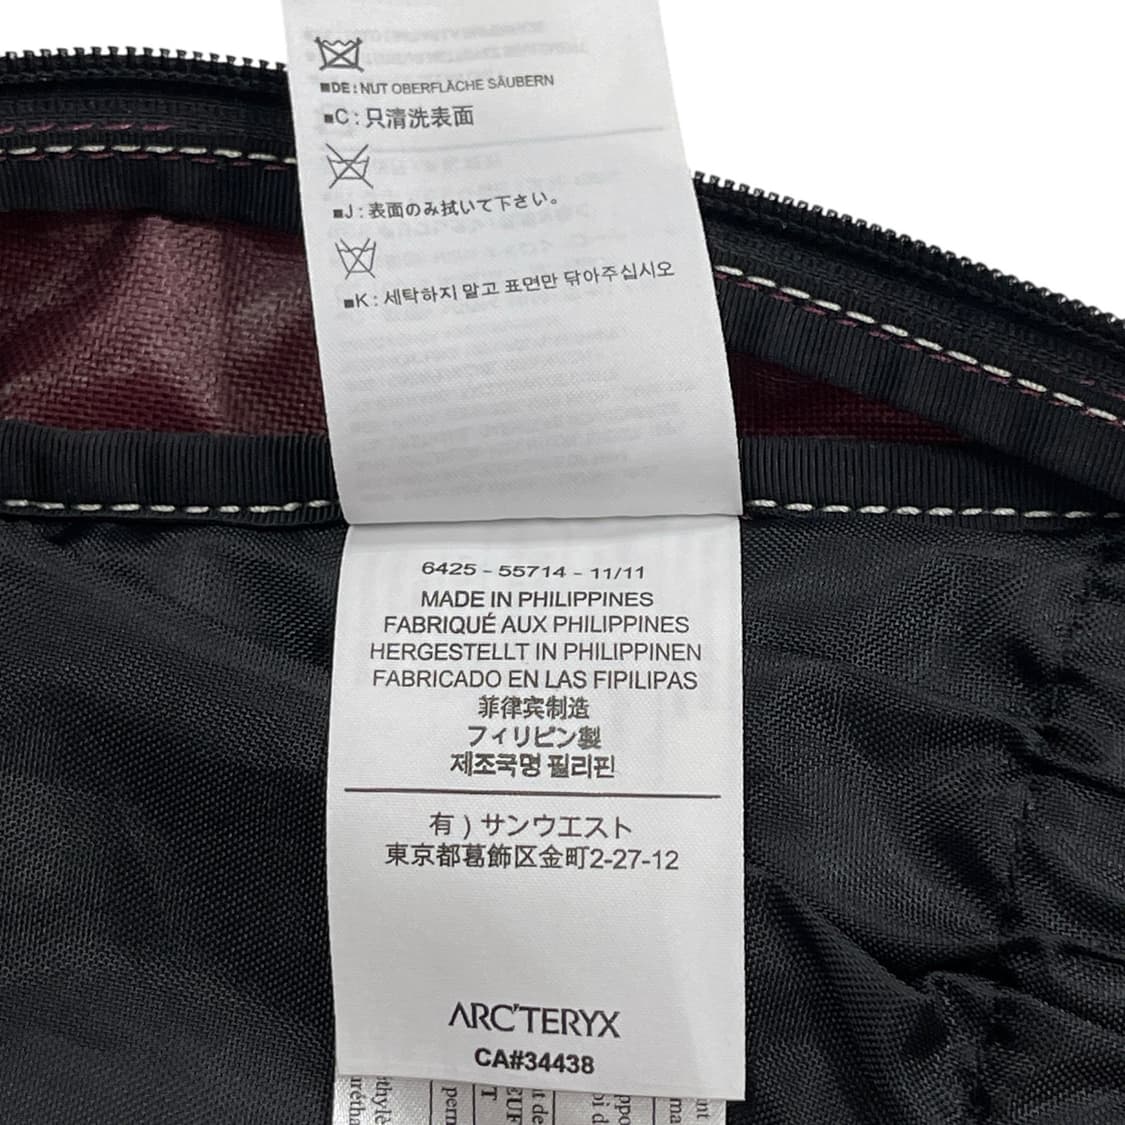 ■DE: NUT OBERFLÄCHE SÄUBERN
■C : 只清洗表面
■J : 表面のみ拭いて下さい。
■K : 세탁하지 말고 표면만 닦아주십시오
6425 - 55714 - 11/11
MADE IN PHILIPPINES
FABRIQUÉ AUX PHILIPPINES
HERGESTELLT IN PHILIPPINEN
FABRICADO EN LAS FIPILIPAS
菲律宾制造
フィリピン製
제조국명 필리핀
有 ) サンウエスト
東京都葛飾区金町2-27-12
ARC'TERYX
CA#34438